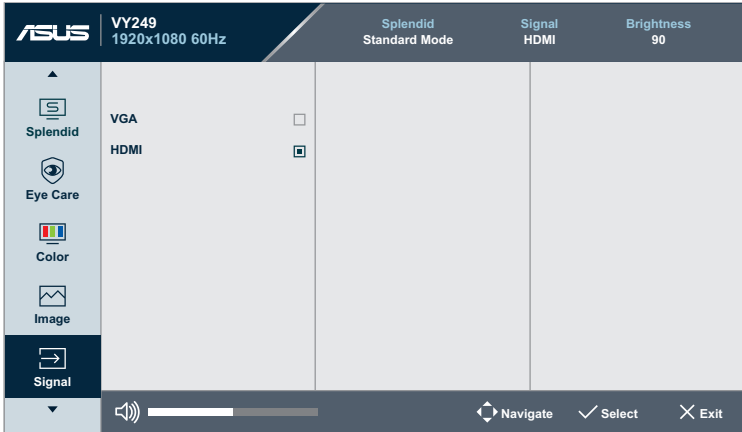 ASUS
VY249
1920x1080 60Hz
Splendid
Standard Mode
Signal
HDMI
Brightness
90
Splendid
Eye Care
Color
Image
Signal
VGA
HDMI
Navigate
Select
Exit